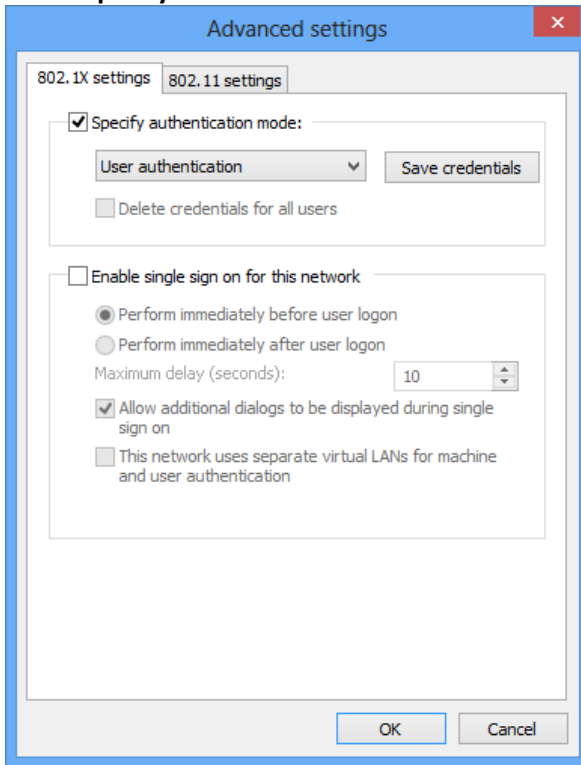 Advanced settings
802.1X settings 802.11 settings
Specify authentication mode:
User authentication Save credentials
Delete credentials for all users
Enable single sign on for this network
Perform immediately before user logon
Perform immediately after user logon
Maximum delay (seconds): 10
Allow additional dialogs to be displayed during single
sign on
This network uses separate virtual LANs for machine
and user authentication
OK Cancel